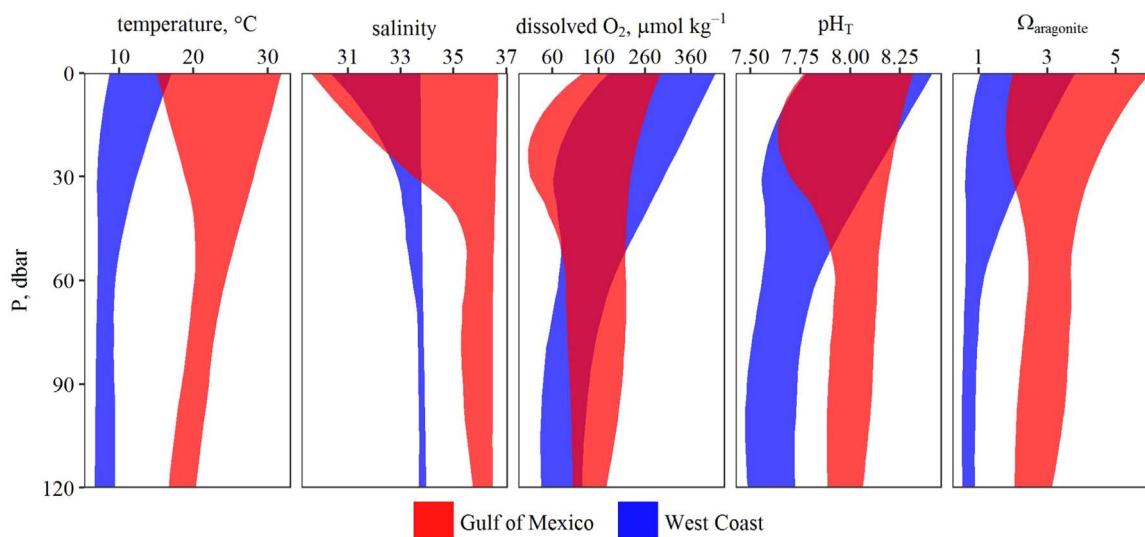 temperature, °C
10 20 30
salinity
31 33 35 37
dissolved O₂, μmol kg⁻¹
60 160 260 360
pH_T
7.50 7.75 8.00 8.25
Ω_aragonite
1 3 5
P, dbar
0
30
60
90
120
Gulf of Mexico
West Coast